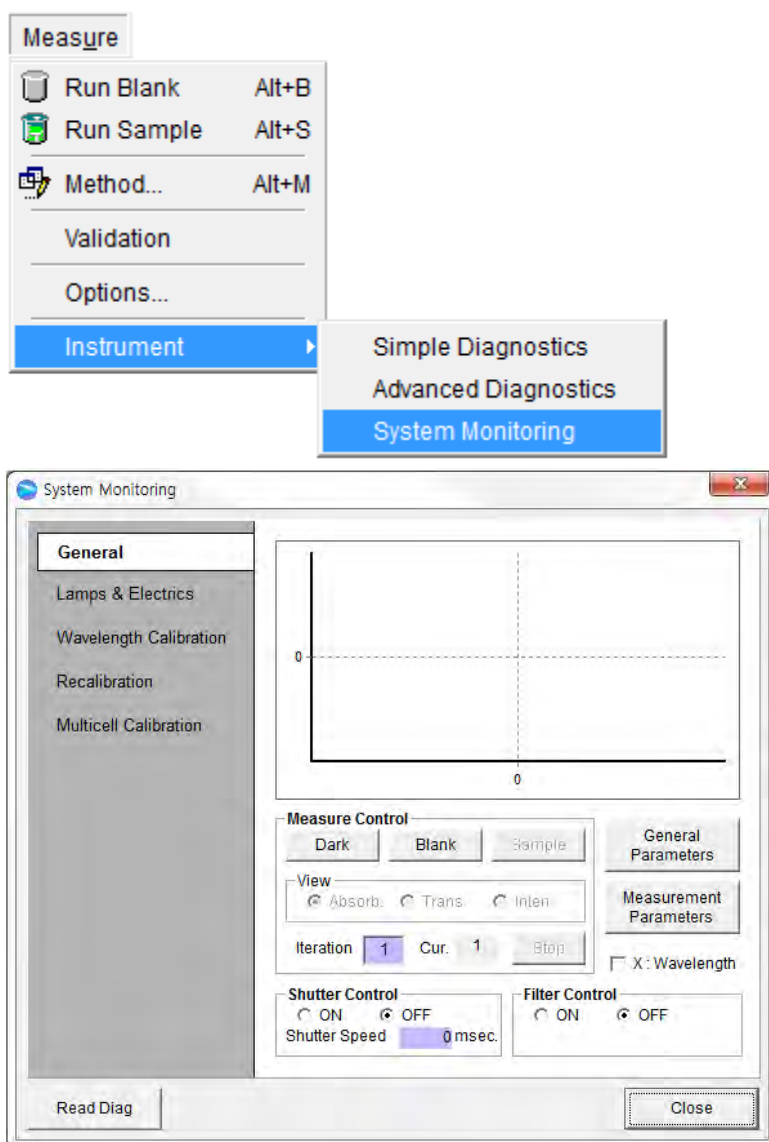 Measure
Run Blank Alt+B
Run Sample Alt+S
Method... Alt+M
Validation
Options...
Instrument
Simple Diagnostics
Advanced Diagnostics
System Monitoring
System Monitoring
General
Lamps & Electrics
Wavelength Calibration
Recalibration
Multicell Calibration
0
0
Measure Control
Dark Blank Sample
General
Parameters
View
Absorb. Trans. Inten.
Measurement
Parameters
Iteration 1 Cur. 1 Stop
X : Wavelength
Shutter Control
ON OFF
Shutter Speed 0 msec.
Filter Control
ON OFF
Read Diag
Close